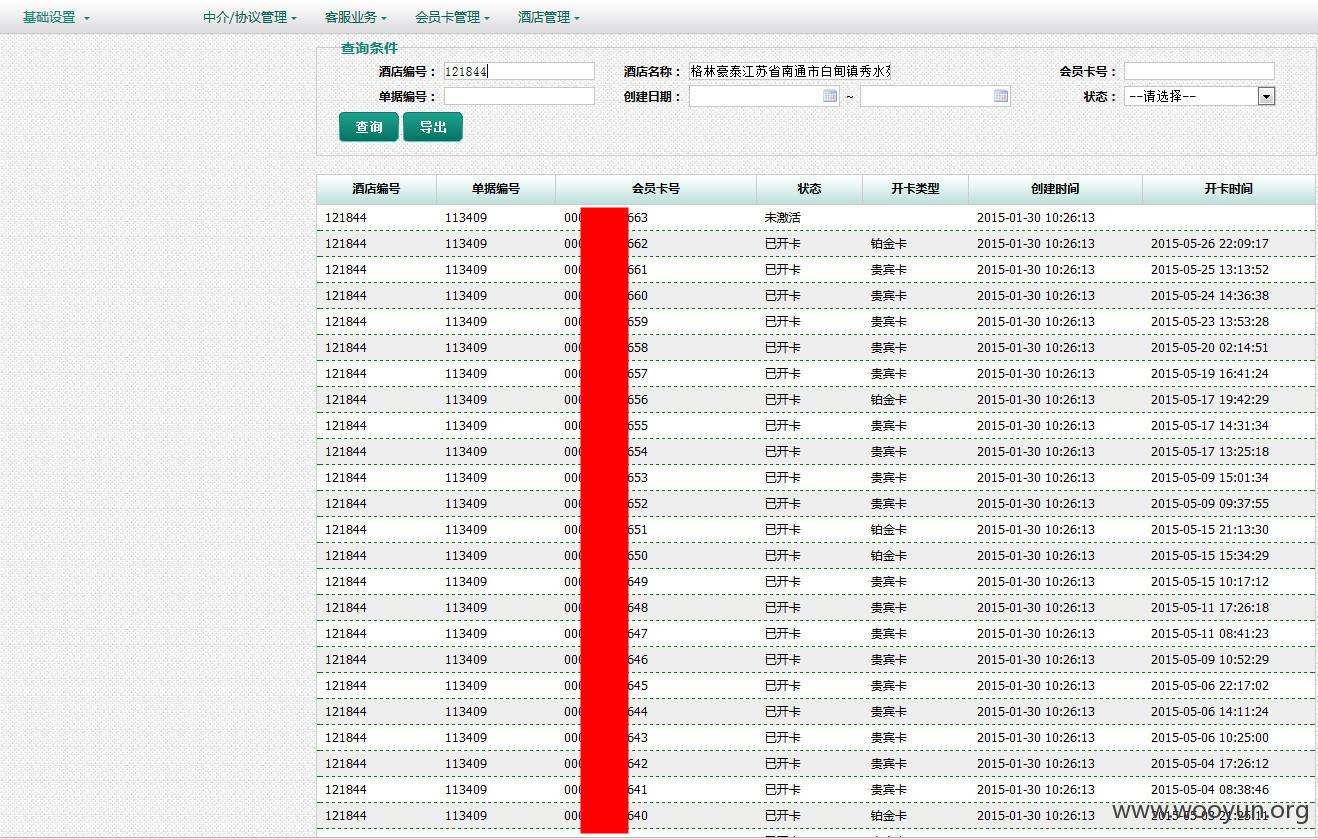 基础设置 中介/协议管理 客服业务 会员卡管理 酒店管理
查询条件
酒店编号： 121844 酒店名称： 格林豪泰江苏省南通市白甸镇秀水 会员卡号：
单据编号： 创建日期： ~ 状态： --请选择--
查询 导出
酒店编号 单据编号 会员卡号 状态 开卡类型 创建时间 开卡时间
121844 113409 000 663 未激活 2015-01-30 10:26:13
121844 113409 000 662 已开卡 铂金卡 2015-01-30 10:26:13 2015-05-26 22:09:17
121844 113409 000 661 已开卡 贵宾卡 2015-01-30 10:26:13 2015-05-25 13:13:52
121844 113409 000 660 已开卡 贵宾卡 2015-01-30 10:26:13 2015-05-24 14:36:38
121844 113409 000 659 已开卡 贵宾卡 2015-01-30 10:26:13 2015-05-23 13:53:28
121844 113409 000 658 已开卡 贵宾卡 2015-01-30 10:26:13 2015-05-20 02:14:51
121844 113409 000 657 已开卡 贵宾卡 2015-01-30 10:26:13 2015-05-19 16:41:24
121844 113409 000 656 已开卡 铂金卡 2015-01-30 10:26:13 2015-05-17 19:42:29
121844 113409 000 655 已开卡 贵宾卡 2015-01-30 10:26:13 2015-05-17 14:31:34
121844 113409 000 654 已开卡 贵宾卡 2015-01-30 10:26:13 2015-05-17 13:25:18
121844 113409 000 653 已开卡 贵宾卡 2015-01-30 10:26:13 2015-05-09 15:01:34
121844 113409 000 652 已开卡 贵宾卡 2015-01-30 10:26:13 2015-05-09 09:37:55
121844 113409 000 651 已开卡 铂金卡 2015-01-30 10:26:13 2015-05-15 21:13:30
121844 113409 000 650 已开卡 铂金卡 2015-01-30 10:26:13 2015-05-15 15:34:29
121844 113409 000 649 已开卡 贵宾卡 2015-01-30 10:26:13 2015-05-15 10:17:12
121844 113409 000 648 已开卡 贵宾卡 2015-01-30 10:26:13 2015-05-11 17:26:18
121844 113409 000 647 已开卡 贵宾卡 2015-01-30 10:26:13 2015-05-11 08:41:23
121844 113409 000 646 已开卡 贵宾卡 2015-01-30 10:26:13 2015-05-09 10:52:29
121844 113409 000 645 已开卡 贵宾卡 2015-01-30 10:26:13 2015-05-06 22:17:02
121844 113409 000 644 已开卡 贵宾卡 2015-01-30 10:26:13 2015-05-06 14:11:24
121844 113409 000 643 已开卡 贵宾卡 2015-01-30 10:26:13 2015-05-06 10:25:00
121844 113409 000 642 已开卡 贵宾卡 2015-01-30 10:26:13 2015-05-04 17:26:12
121844 113409 000 641 已开卡 贵宾卡 2015-01-30 10:26:13 2015-05-04 08:38:46
121844 113409 000 640 已开卡 铂金卡 2015-01-30 10:26:13 2015-05-03 21:25:11
www.wooyun.org